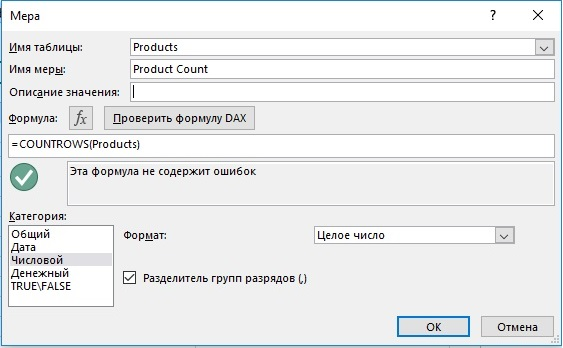 Мера
Имя таблицы: Products
Имя меры: Product Count
Описание значения:
Формула: fx Проверить формулу DAX
=COUNTROWS(Products)
Эта формула не содержит ошибок
Категория:
Общий
Дата
Числовой
Денежный
TRUE\FALSE
Формат: Целое число
Разделитель групп разрядов (,)
OK Отмена